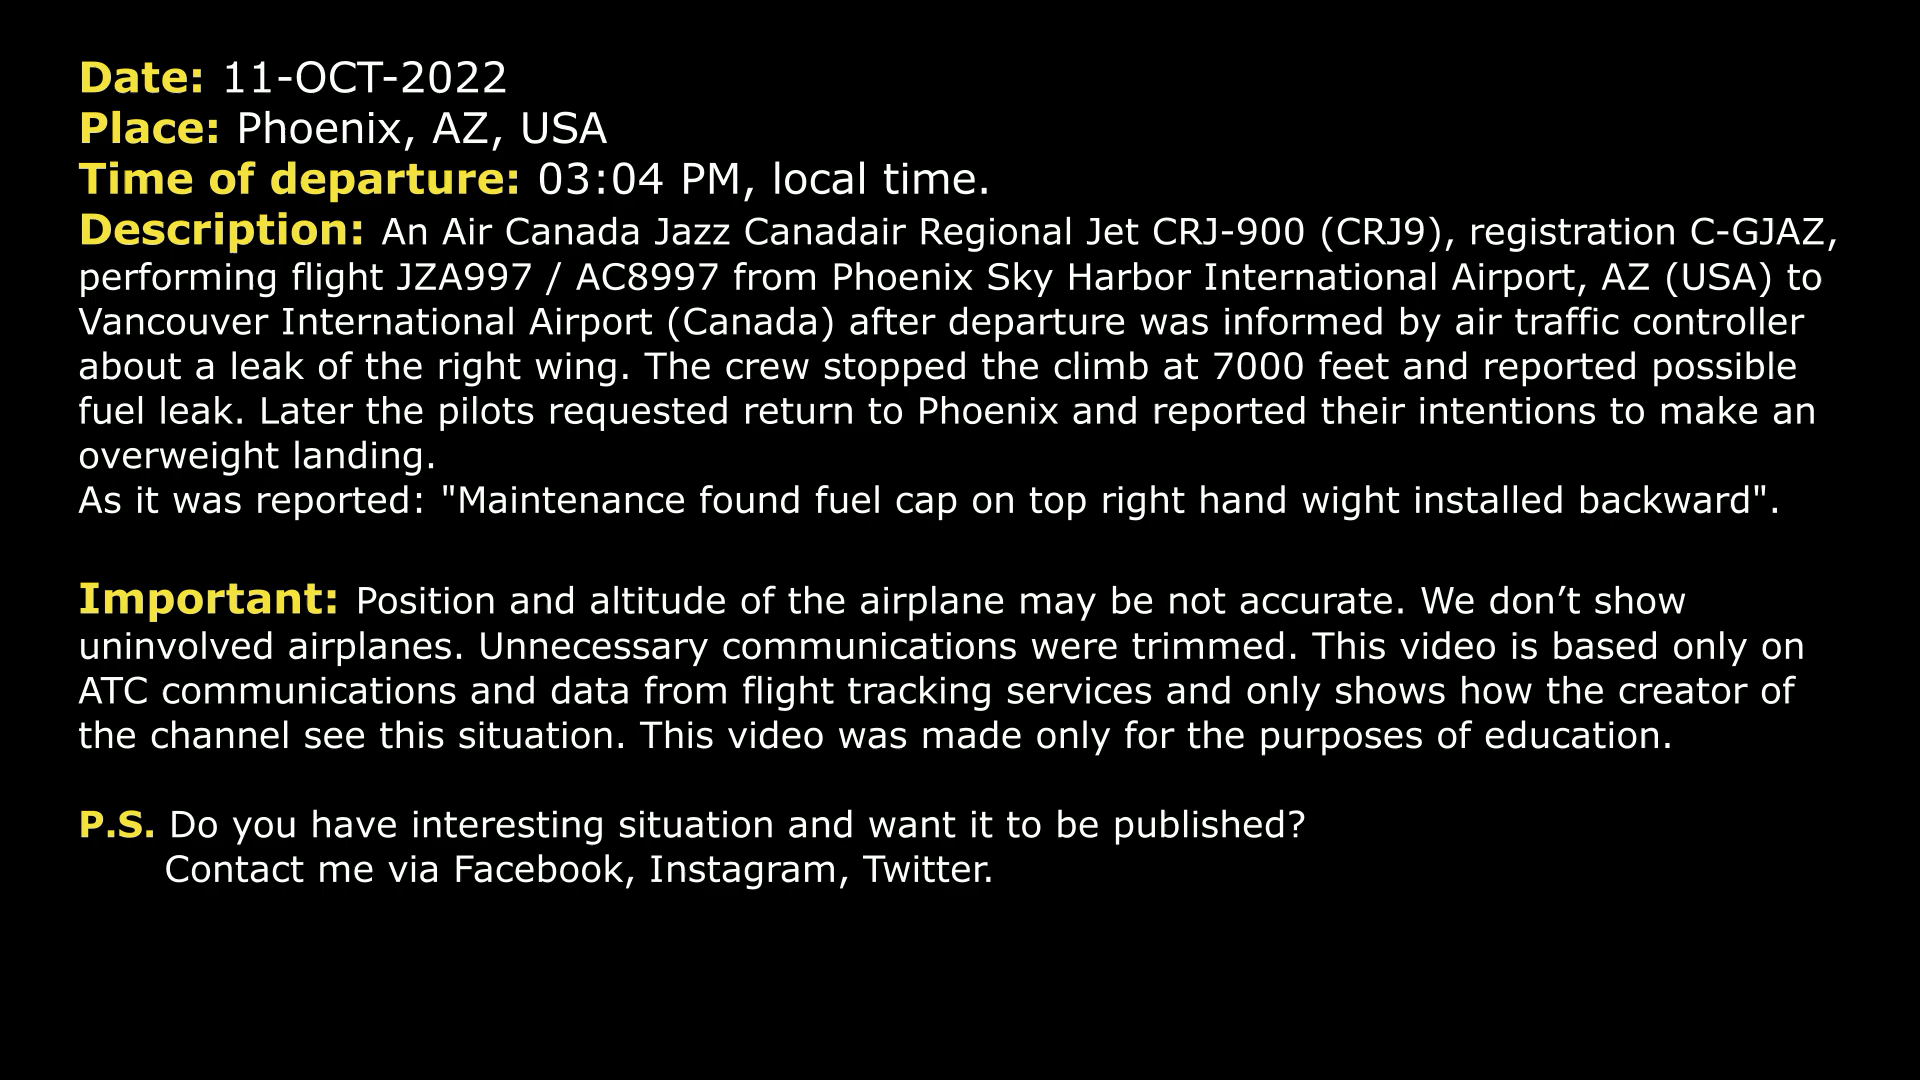 Date: 11-OCT-2022
Place: Phoenix, AZ, USA
Time of departure: 03:04 PM, local time.
Description: An Air Canada Jazz Canadair Regional Jet CRJ-900 (CRJ9), registration C-GJAZ,
performing flight JZA997 / AC8997 from Phoenix Sky Harbor International Airport, AZ (USA) to
Vancouver International Airport (Canada) after departure was informed by air traffic controller
about a leak of the right wing. The crew stopped the climb at 7000 feet and reported possible
fuel leak. Later the pilots requested return to Phoenix and reported their intentions to make an
overweight landing.
As it was reported: "Maintenance found fuel cap on top right hand wight installed backward".
Important: Position and altitude of the airplane may be not accurate. We don’t show
uninvolved airplanes. Unnecessary communications were trimmed. This video is based only on
ATC communications and data from flight tracking services and only shows how the creator of
the channel see this situation. This video was made only for the purposes of education.
P.S. Do you have interesting situation and want it to be published?
Contact me via Facebook, Instagram, Twitter.